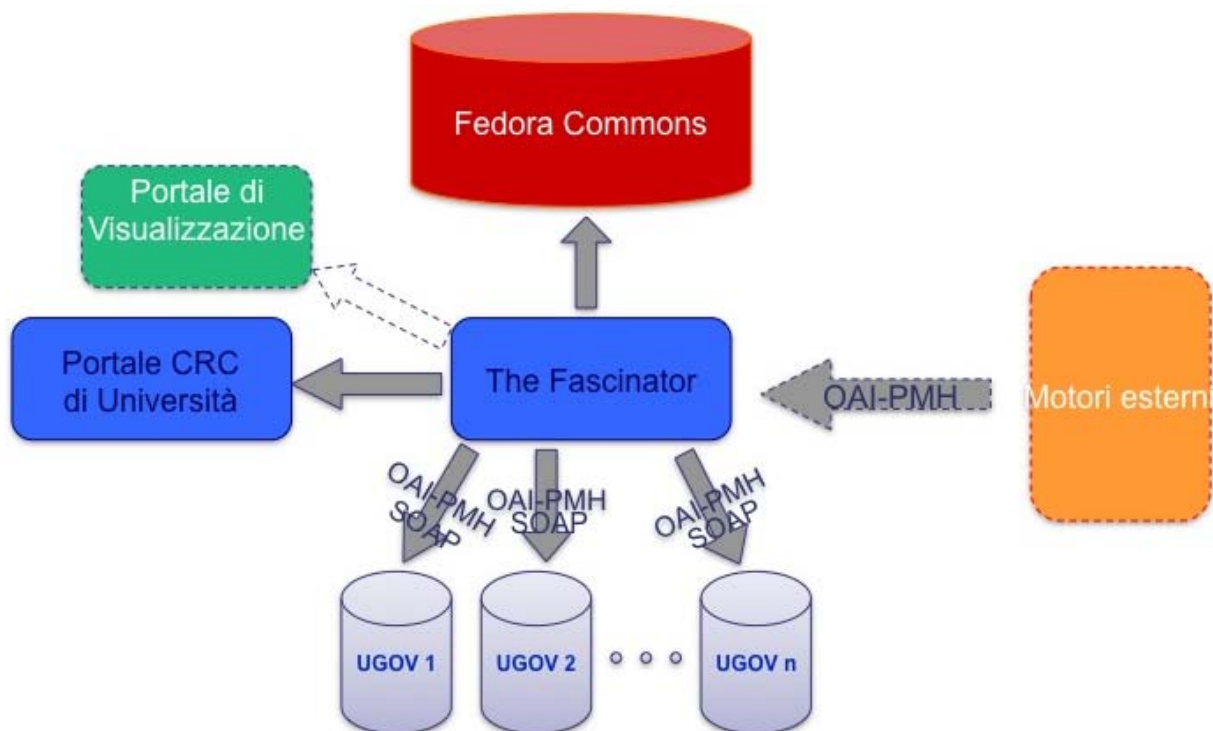 Fedora Commons
Portale di
Visualizzazione
Portale CRC
di Università
The Fascinator
OAI-PMH
Motori esterni
OAI-PMH
SOAP
OAI-PMH
SOAP
OAI-PMH
SOAP
UGOV 1
UGOV 2
UGOV n